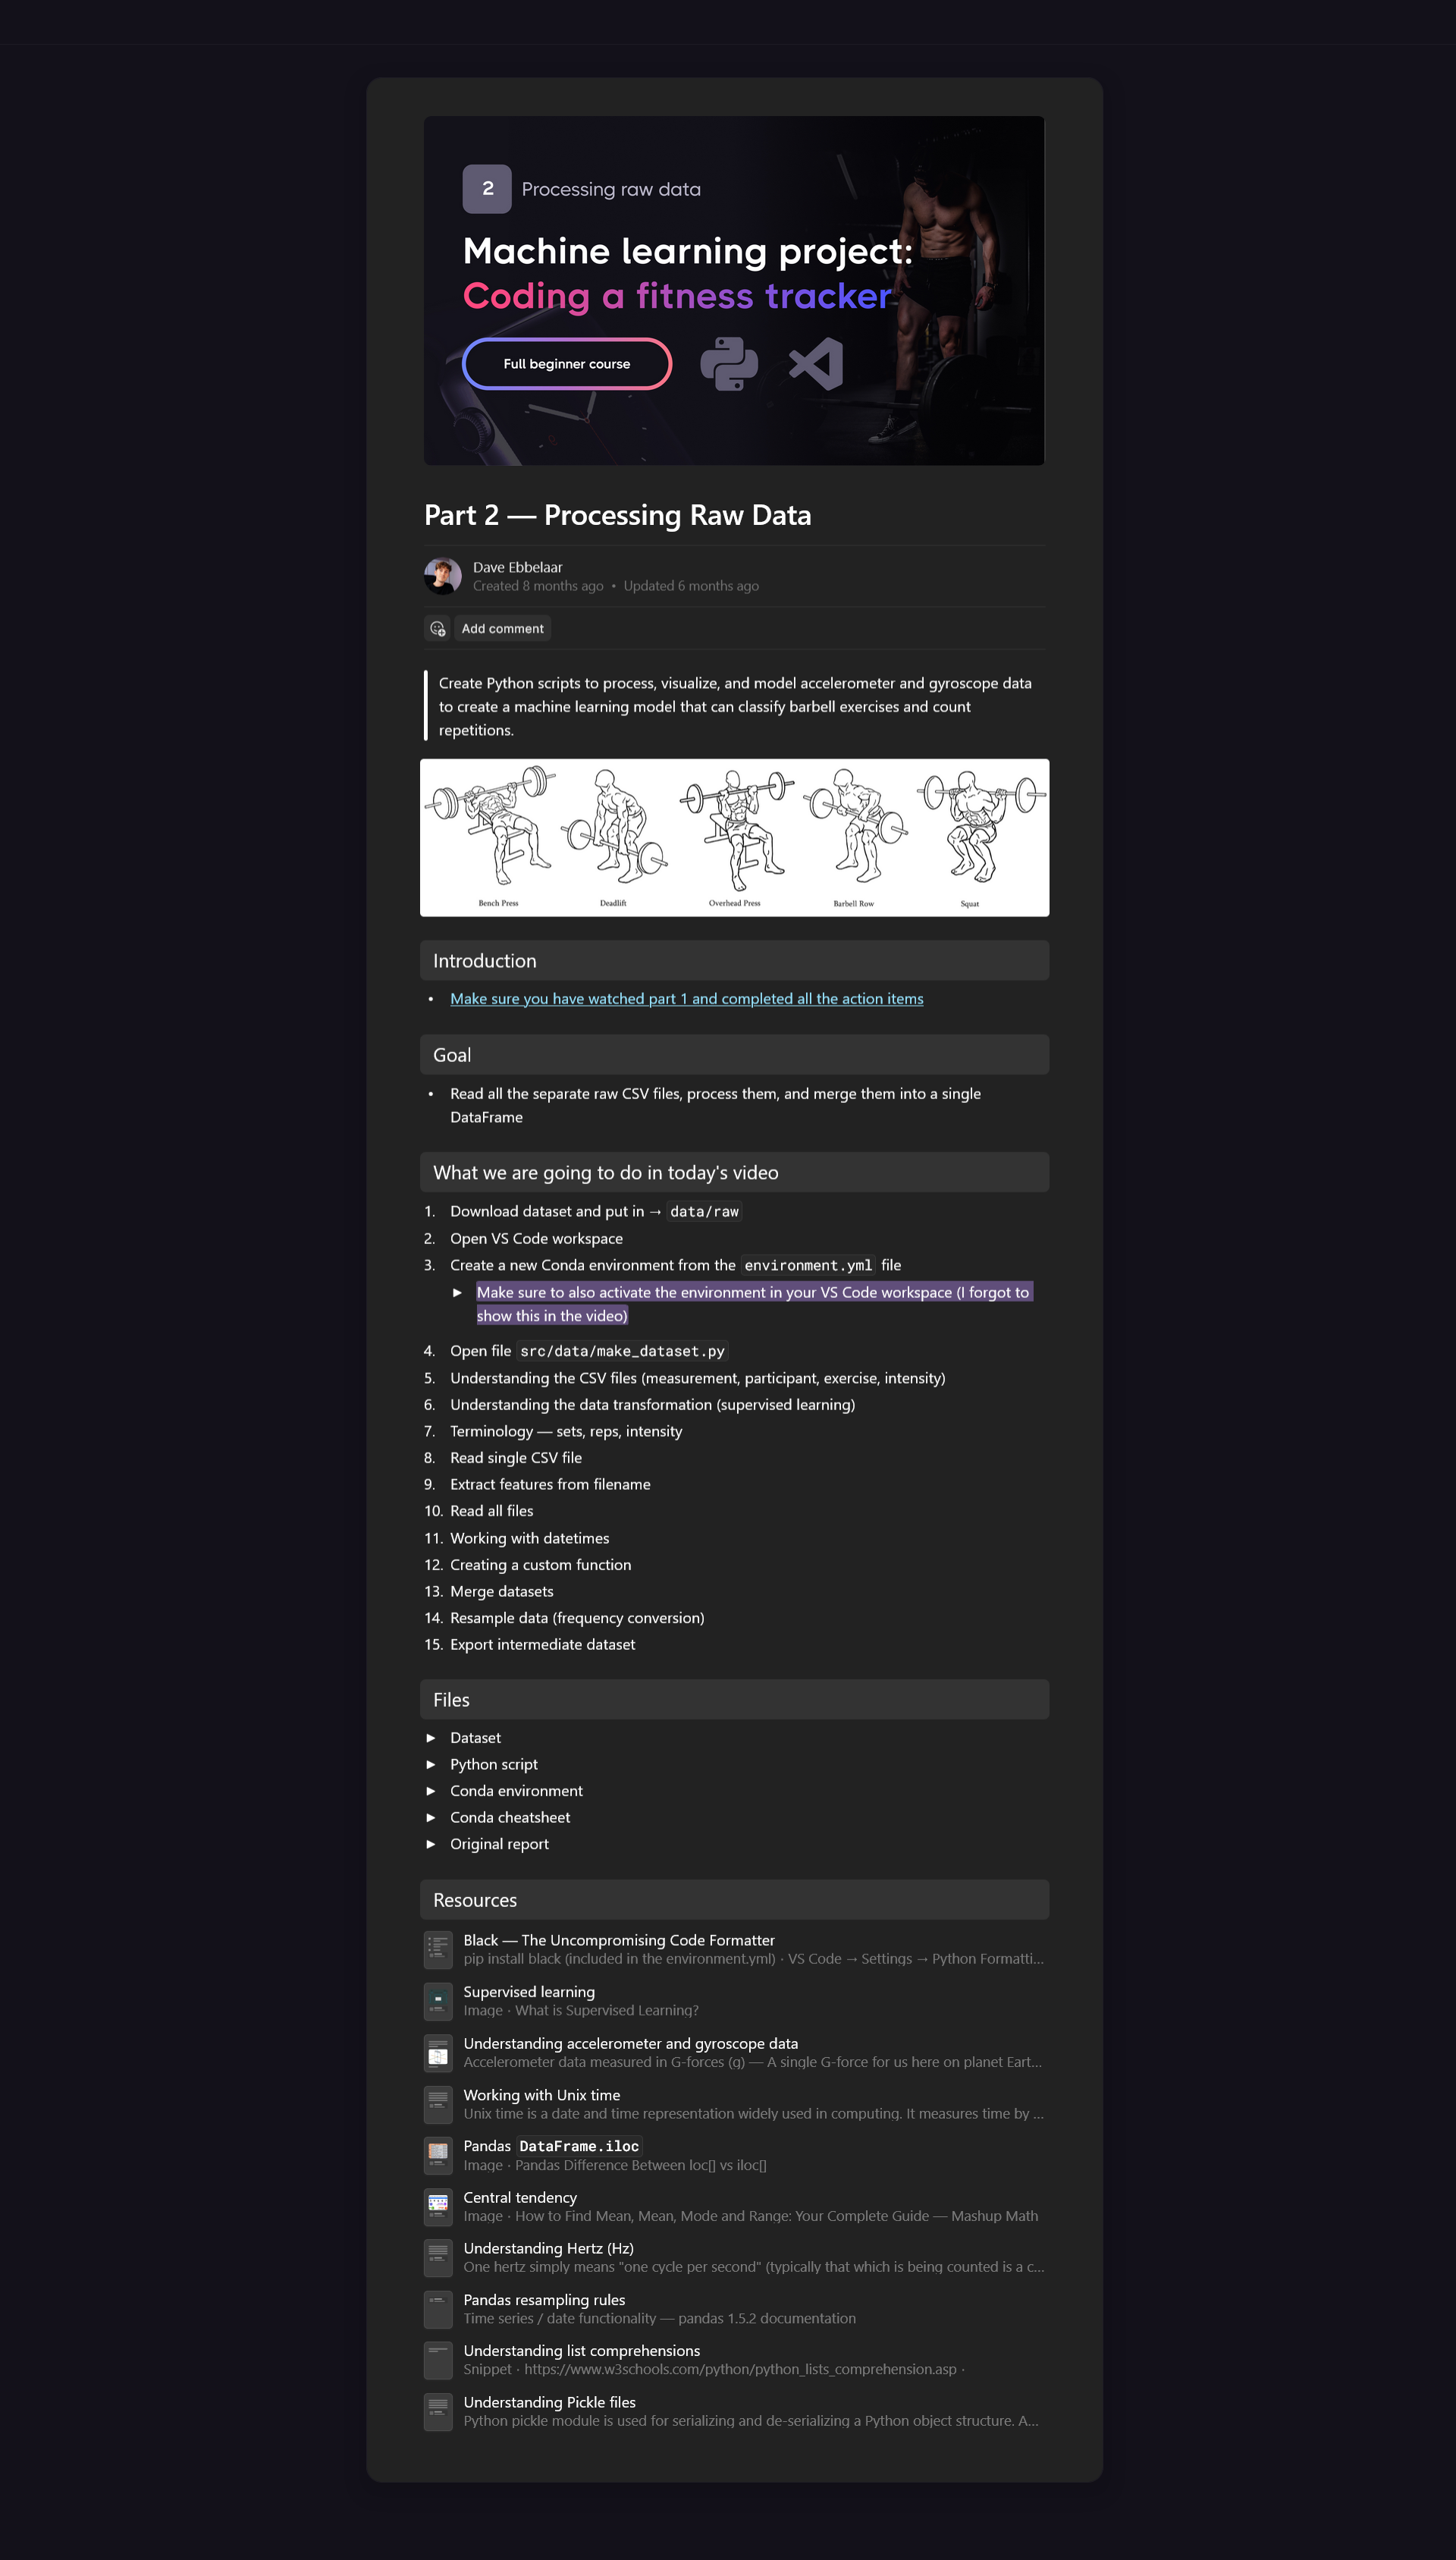 2 Processing raw data
Machine learning project:
Coding a fitness tracker
Full beginner course
Part 2 — Processing Raw Data
Dave Ebbelaar
Created 8 months ago • Updated 6 months ago
Add comment
Create Python scripts to process, visualize, and model accelerometer and gyroscope data
to create a machine learning model that can classify barbell exercises and count
repetitions.
Bench Press Deadlift Overhead Press Barbell Row Squat
Introduction
• Make sure you have watched part 1 and completed all the action items
Goal
• Read all the separate raw CSV files, process them, and merge them into a single
DataFrame
What we are going to do in today's video
1. Download dataset and put in → data/raw
2. Open VS Code workspace
3. Create a new Conda environment from the environment.yml file
► Make sure to also activate the environment in your VS Code workspace (I forgot to
show this in the video)
4. Open file src/data/make_dataset.py
5. Understanding the CSV files (measurement, participant, exercise, intensity)
6. Understanding the data transformation (supervised learning)
7. Terminology — sets, reps, intensity
8. Read single CSV file
9. Extract features from filename
10. Read all files
11. Working with datetimes
12. Creating a custom function
13. Merge datasets
14. Resample data (frequency conversion)
15. Export intermediate dataset
Files
► Dataset
► Python script
► Conda environment
► Conda cheatsheet
► Original report
Resources
Black — The Uncompromising Code Formatter
pip install black (included in the environment.yml) · VS Code → Settings → Python Formatti...
Supervised learning
Image · What is Supervised Learning?
Understanding accelerometer and gyroscope data
Accelerometer data measured in G-forces (g) — A single G-force for us here on planet Eart...
Working with Unix time
Unix time is a date and time representation widely used in computing. It measures time by ...
Pandas DataFrame.iloc
Image · Pandas Difference Between loc[] vs iloc[]
Central tendency
Image · How to Find Mean, Mean, Mode and Range: Your Complete Guide — Mashup Math
Understanding Hertz (Hz)
One hertz simply means "one cycle per second" (typically that which is being counted is a c...
Pandas resampling rules
Time series / date functionality — pandas 1.5.2 documentation
Understanding list comprehensions
Snippet · https://www.w3schools.com/python/python_lists_comprehension.asp ·
Understanding Pickle files
Python pickle module is used for serializing and de-serializing a Python object structure. A...